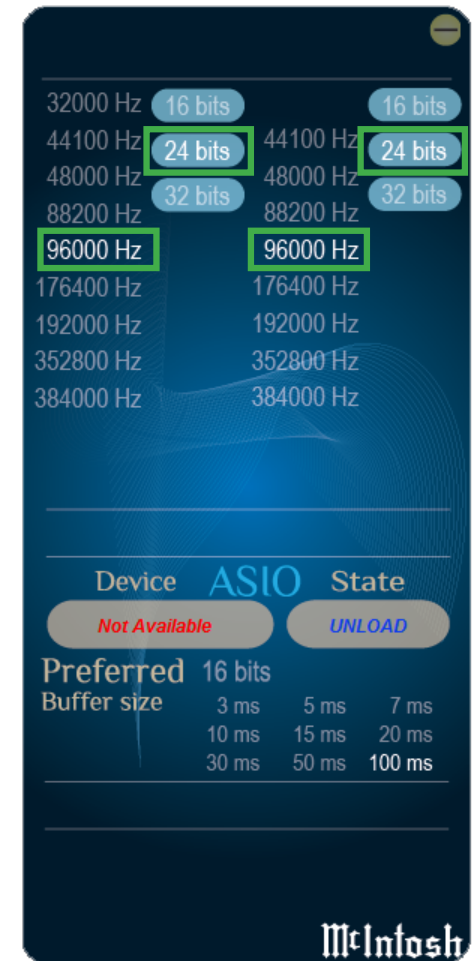 32000 Hz 16 bits 16 bits
44100 Hz 24 bits 44100 Hz 24 bits
48000 Hz 32 bits 48000 Hz 32 bits
88200 Hz 88200 Hz
96000 Hz 96000 Hz
176400 Hz 176400 Hz
192000 Hz 192000 Hz
352800 Hz 352800 Hz
384000 Hz 384000 Hz
Device ASIO State
Not Available UNLOAD
Preferred 16 bits
Buffer size 3 ms 5 ms 7 ms
10 ms 15 ms 20 ms
30 ms 50 ms 100 ms
McIntosh